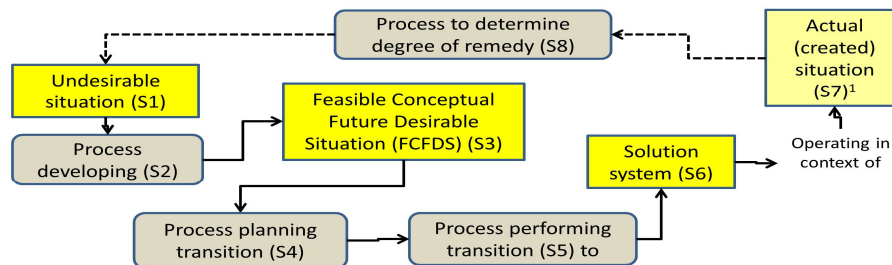 Process to determine
degree of remedy (S8)
Actual
(created)
situation
(S7)¹
Undesirable
situation (S1)
Feasible Conceptual
Future Desirable
Situation (FCFDS) (S3)
Process
developing (S2)
Solution
system (S6)
Operating in
context of
Process planning
transition (S4)
Process performing
transition (S5) to